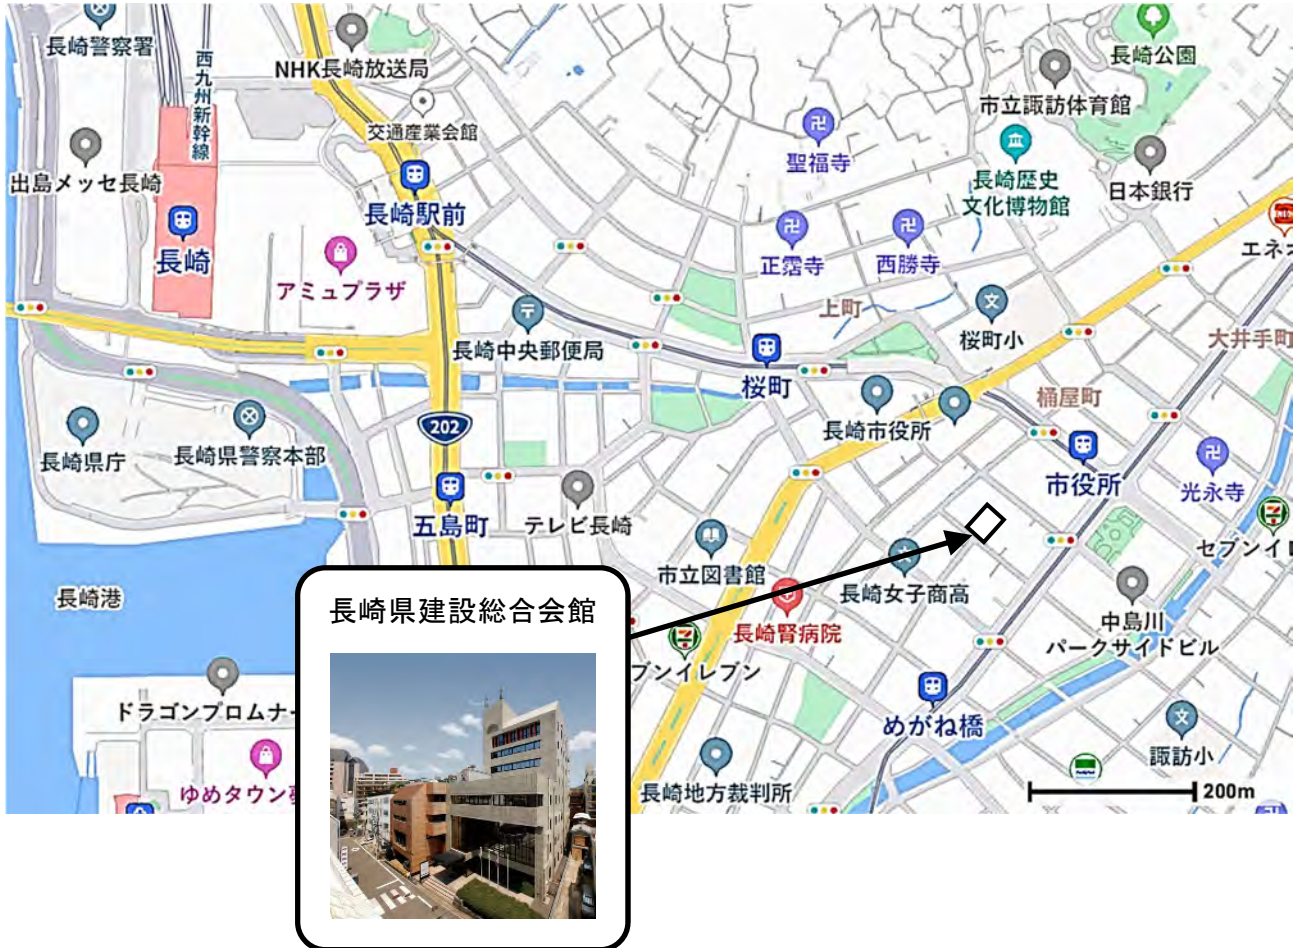 長崎警察署
西九州新幹線
NHK長崎放送局
交通産業会館
長崎公園
市立諏訪体育館
聖福寺
長崎歴史
文化博物館
日本銀行
出島メッセ長崎
長崎駅前
長崎
アミュプラザ
正霑寺
西勝寺
エネオ
上町
長崎中央郵便局
桜町小
大井手町
桜町
桶屋町
202
長崎市役所
長崎県庁
長崎県警察本部
市役所
光永寺
五島町
テレビ長崎
セブンイレ
市立図書館
長崎女子商高
長崎港
長崎県建設総合会館
長崎腎病院
中島川
パークサイドビル
ブンイレブン
ドラゴンプロムナ
めがね橋
諏訪小
ゆめタウン
長崎地方裁判所
200m